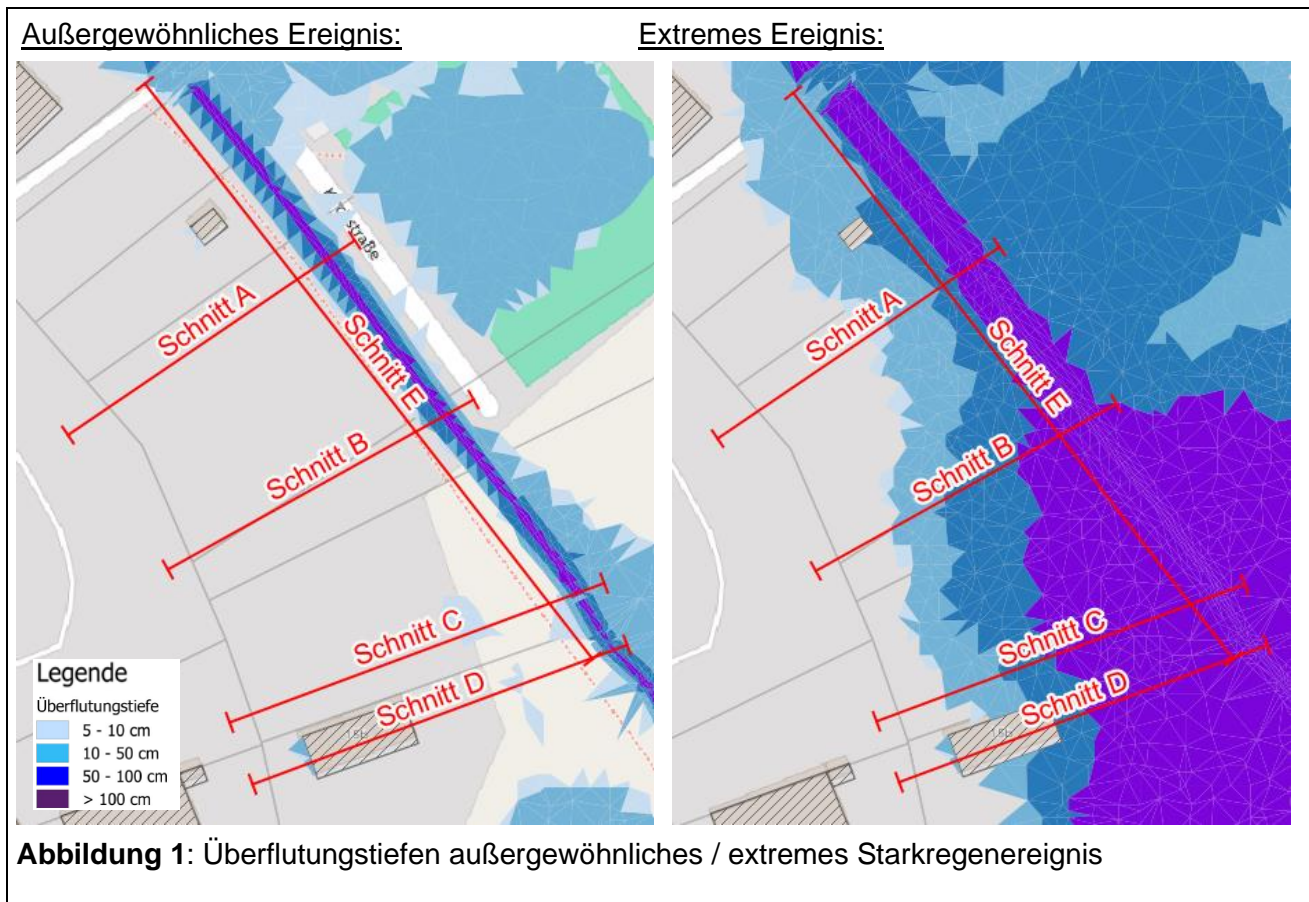 Außergewöhnliches Ereignis:
Extremes Ereignis:
straße
Schnitt A
Schnitt E
Schnitt B
Schnitt C
Schnitt D
Legende
Überflutungstiefe
5 - 10 cm
10 - 50 cm
50 - 100 cm
> 100 cm
Schnitt A
Schnitt E
Schnitt B
Schnitt C
Schnitt D
Abbildung 1: Überflutungstiefen außergewöhnliches / extremes Starkregenereignis